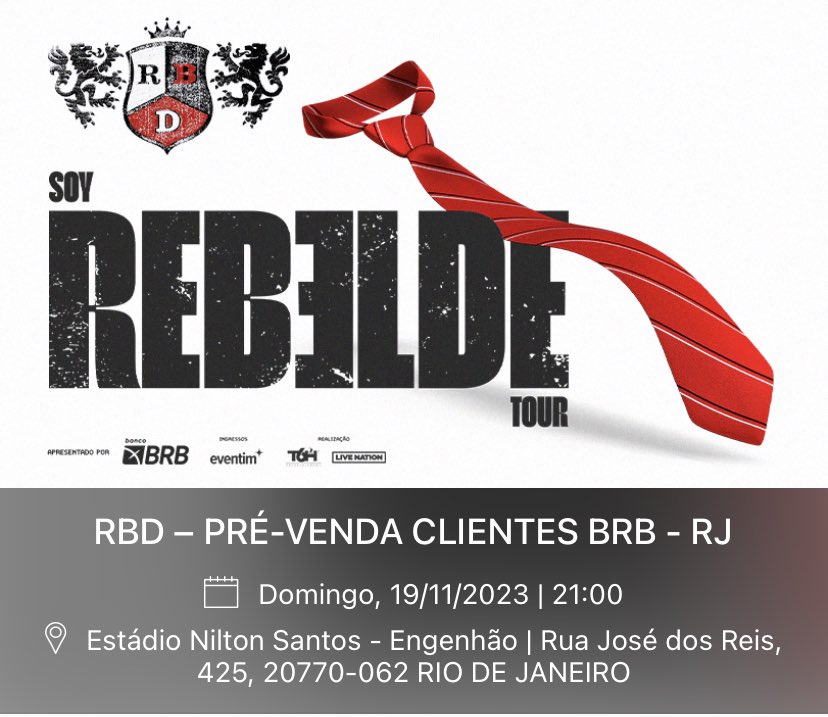 R B
D
SOY
REBELDE
TOUR
APRESENTADO POR
banco
BRB
INGRESSOS
eventim
REALIZAÇÃO
T6H
LIVE NATION
RBD – PRÉ-VENDA CLIENTES BRB - RJ
Domingo, 19/11/2023 | 21:00
Estádio Nilton Santos - Engenhão | Rua José dos Reis,
425, 20770-062 RIO DE JANEIRO